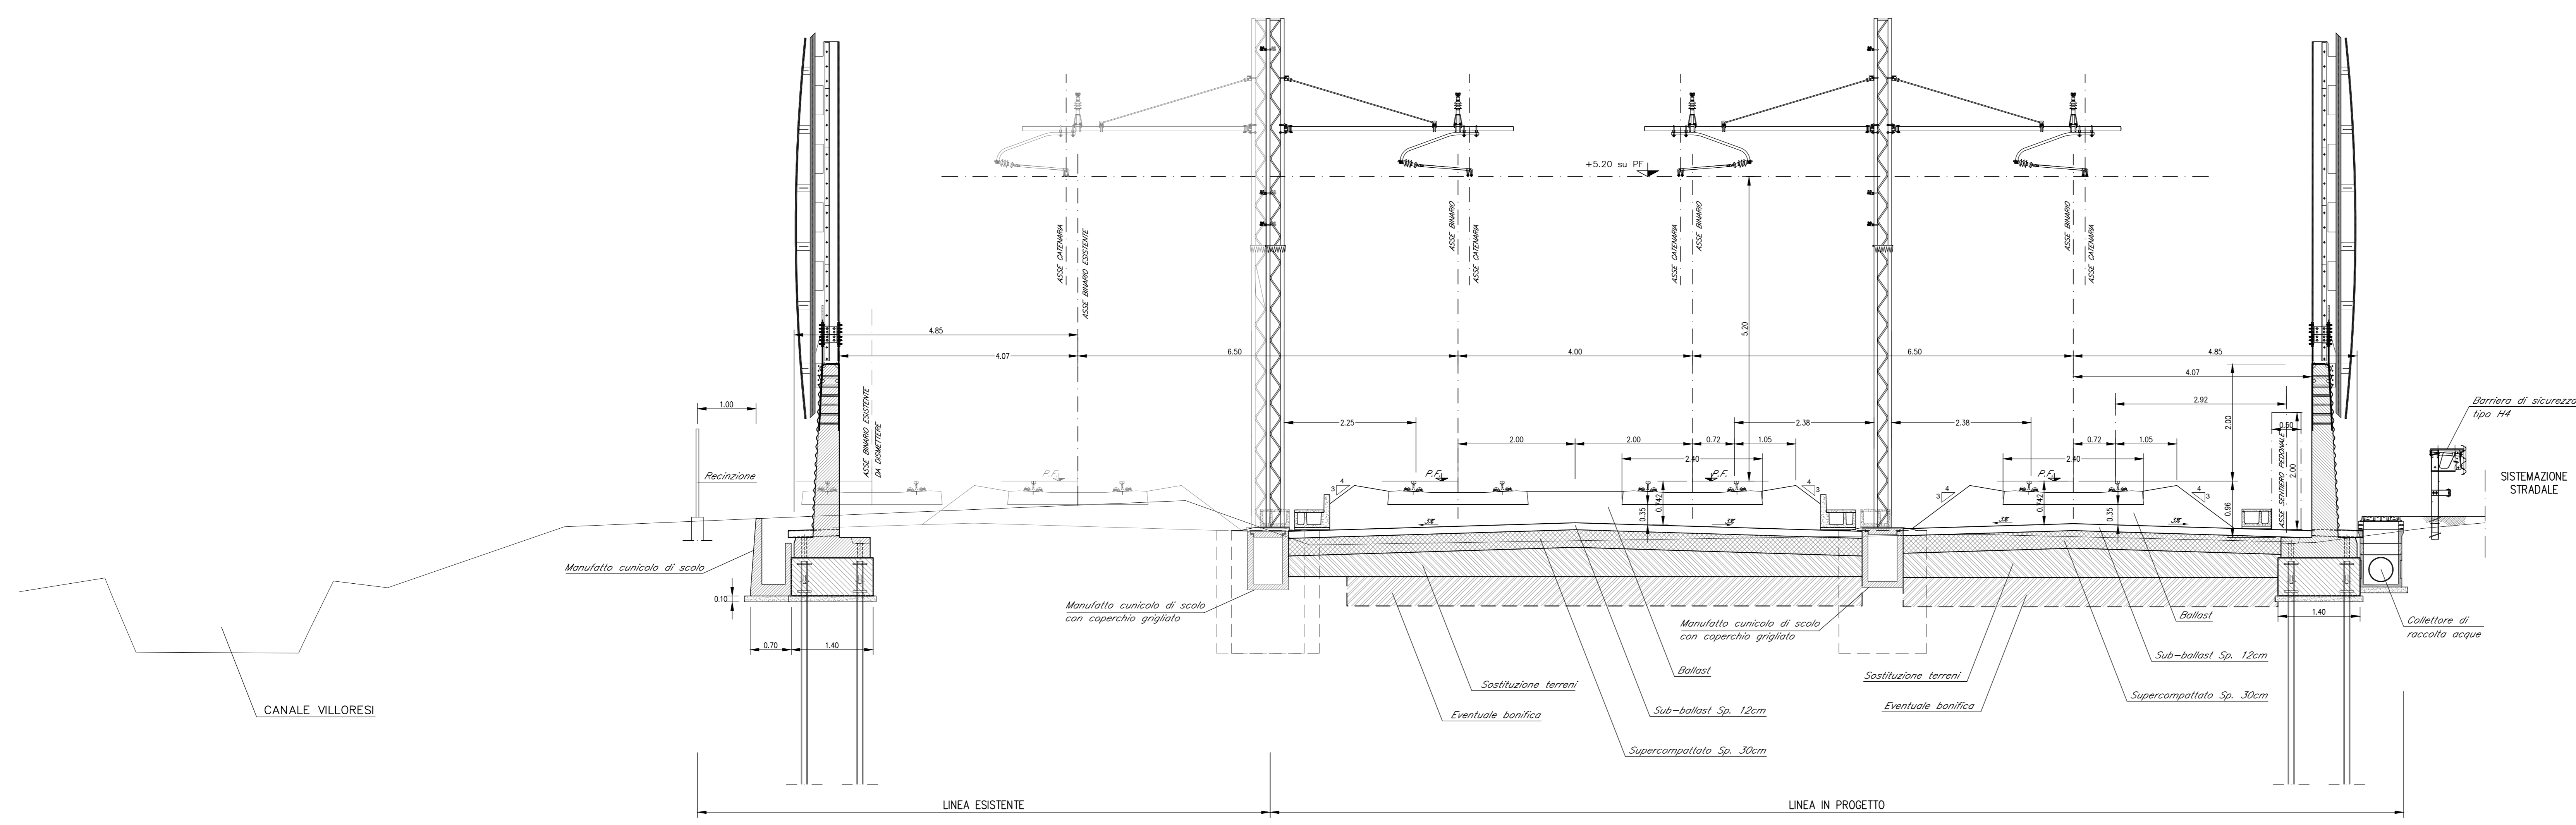 +5.20 su PF
ASSE CATENARIA
ASSE BINARIO ESISTENTE
ASSE BINARIO
ASSE CATENARIA
ASSE CATENARIA
ASSE BINARIO
ASSE BINARIO
ASSE CATENARIA
5.20
4.85
4.07
6.50
4.00
6.50
4.85
4.07
1.00
ASSE BINARIO ESISTENTE
DA DISMETTERE
2.92
2.00
Barriera di sicurezza
tipo H4
2.25
2.38
2.38
0.50
2.00
2.00
0.72
1.05
0.72
1.05
2.40
2.40
ASSE SENTIERO PEDONALE
2.00
Recinzione
P.F.
P.F.
P.F.
P.F.
SISTEMAZIONE
STRADALE
4
3
4
3
4
3
4
3
0.742
0.35
0.742
0.35
0.96
Manufatto cunicolo di scolo
0.10
Manufatto cunicolo di scolo
con coperchio grigliato
Manufatto cunicolo di scolo
con coperchio grigliato
Ballast
1.40
Collettore di
raccolta acque
0.70
1.40
Sub-ballast Sp. 12cm
Ballast
Sostituzione terreni
Sostituzione terreni
Supercompattato Sp. 30cm
Eventuale bonifica
Eventuale bonifica
Sub-ballast Sp. 12cm
CANALE VILLORESI
Supercompattato Sp. 30cm
LINEA ESISTENTE
LINEA IN PROGETTO